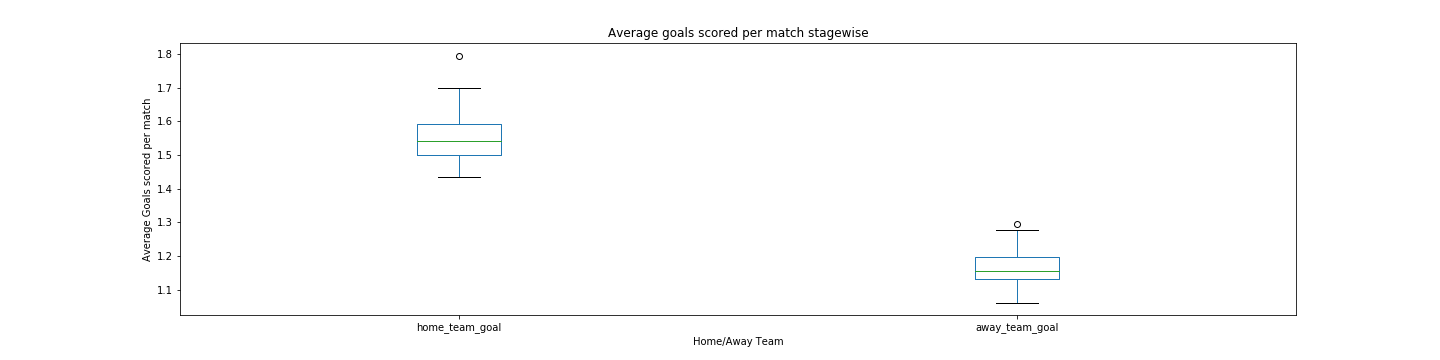 Average goals scored per match stagewise
Average Goals scored per match
1.8
1.7
1.6
1.5
1.4
1.3
1.2
1.1
home_team_goal
away_team_goal
Home/Away Team